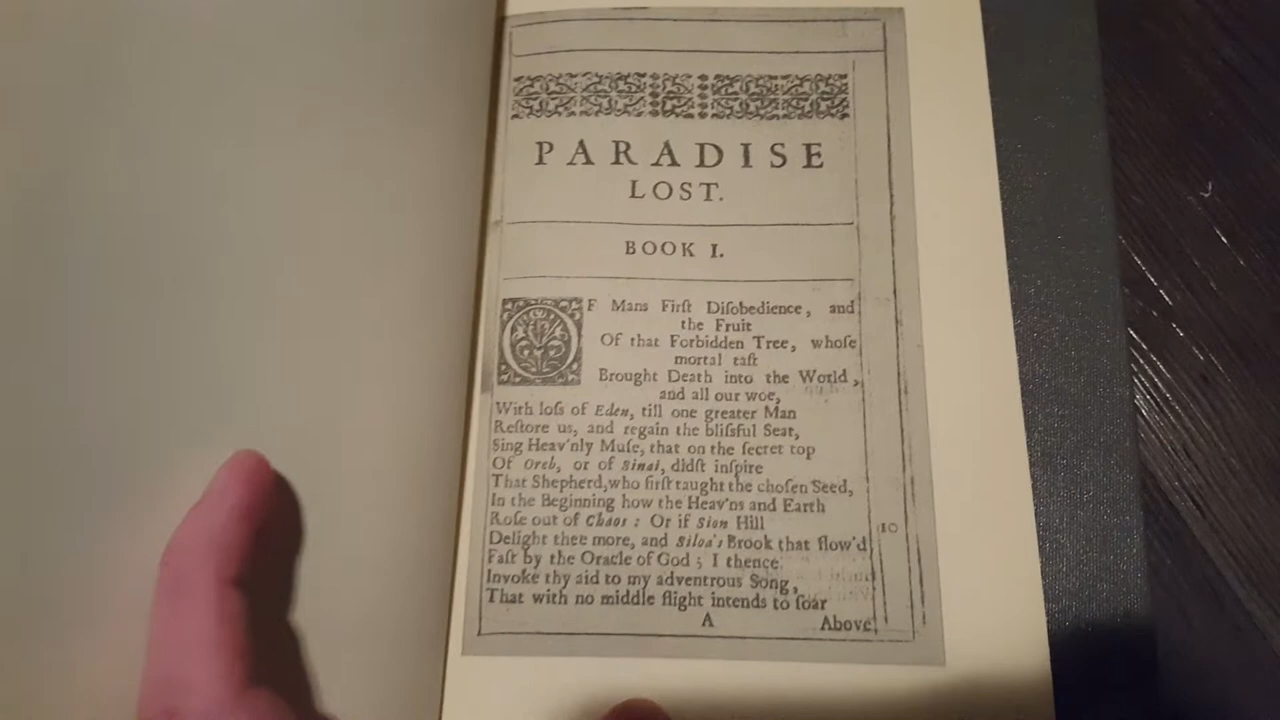 PARADISE
LOST.
BOOK I.
OF Mans Firſt Diſobedience, and
the Fruit
Of that Forbidden Tree, whoſe
mortal taſt
Brought Death into the World,
and all our woe,
With loſs of Eden, till one greater Man
Reſtore us, and regain the bliſsful Seat,
Sing Heav'nly Muſe, that on the ſecret top
Of Oreb, or of Sinai, didſt inſpire
That Shepherd, who firſt taught the choſen Seed,
In the Beginning how the Heav'ns and Earth
Roſe out of Chaos : Or if Sion Hill
10
Delight thee more, and Siloa's Brook that flow'd
Faſt by the Oracle of God ; I thence
Invoke thy aid to my adventrous Song,
That with no middle flight intends to ſoar
A
Above